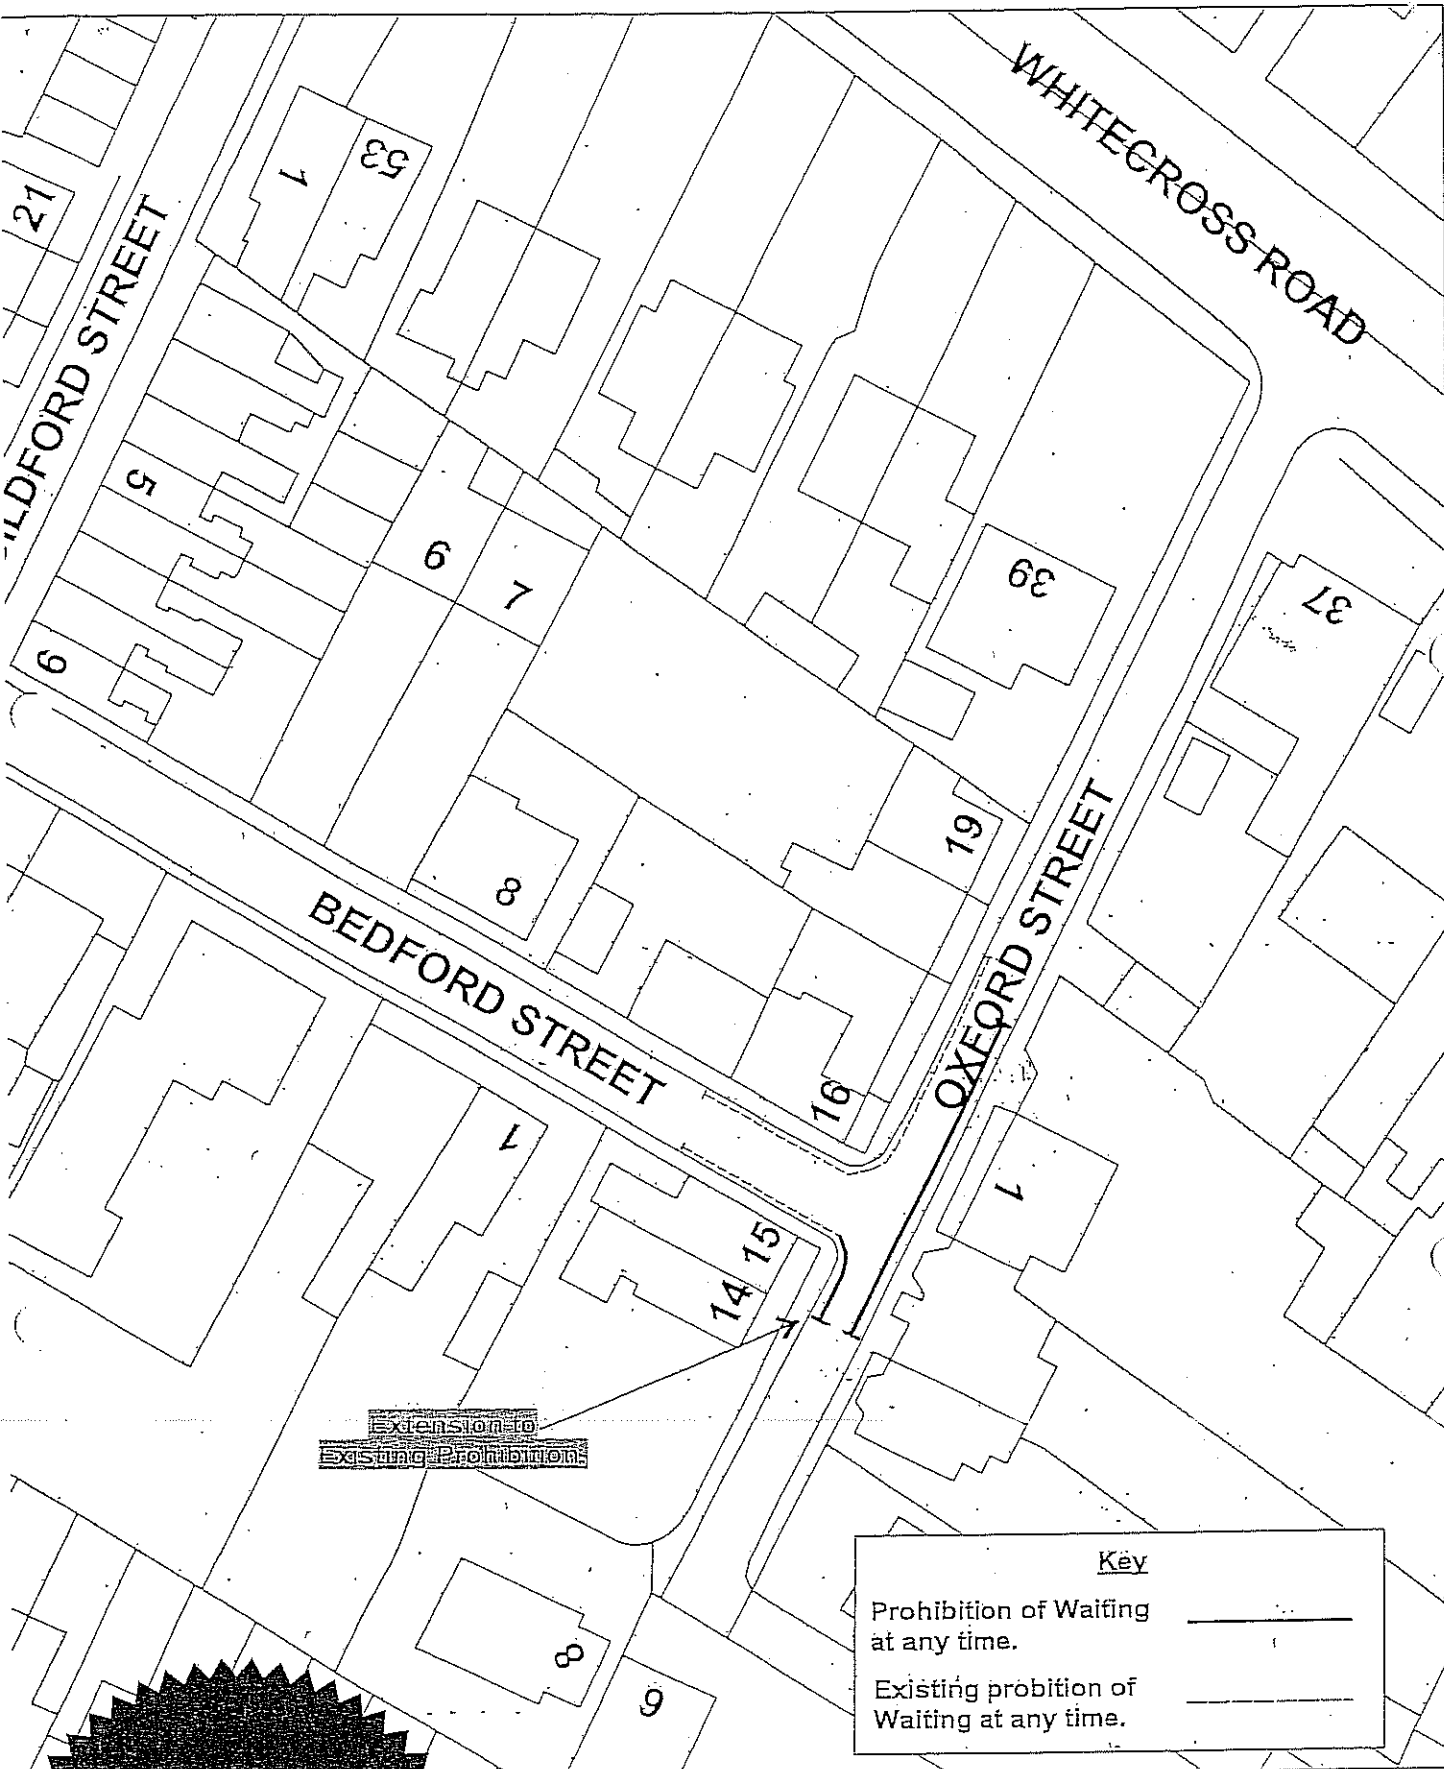 WHITECROSS ROAD
53
1
21
ILDFORD STREET
5
6
7
39
37
9
19
8
OXFORD STREET
BEDFORD STREET
16
1
1
15
14
Extension to
Existing Prohibition
Key
Prohibition of Waiting
at any time.
Existing probition of
Waiting at any time.
8
9